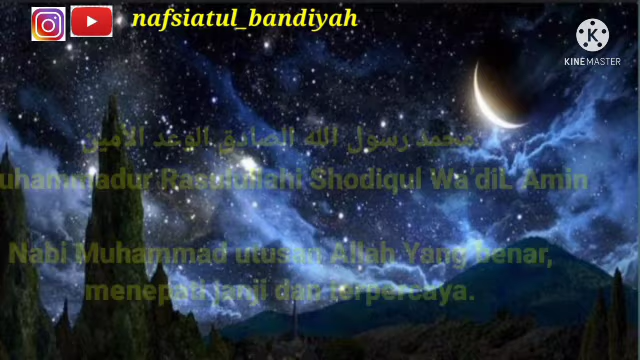 nafsiatul_bandiyah
KINEMASTER
محمد رسول الله الصادق الوعد الأمين
uhammadur Rasulullahi Shodiqul Wa'diL Amin
Nabi Muhammad utusan Allah Yang benar,
menepati janji dan terpercaya.